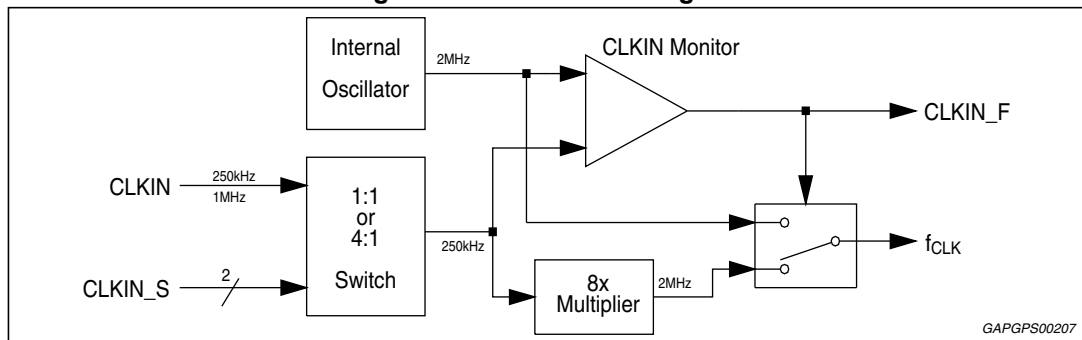 Internal
Oscillator
2MHz
CLKIN Monitor
CLKIN_F
CLKIN
250kHz
1MHz
1:1
or
4:1
Switch
250kHz
CLKIN_S
2
8x
Multiplier
2MHz
fCLK
GAPGPS00207